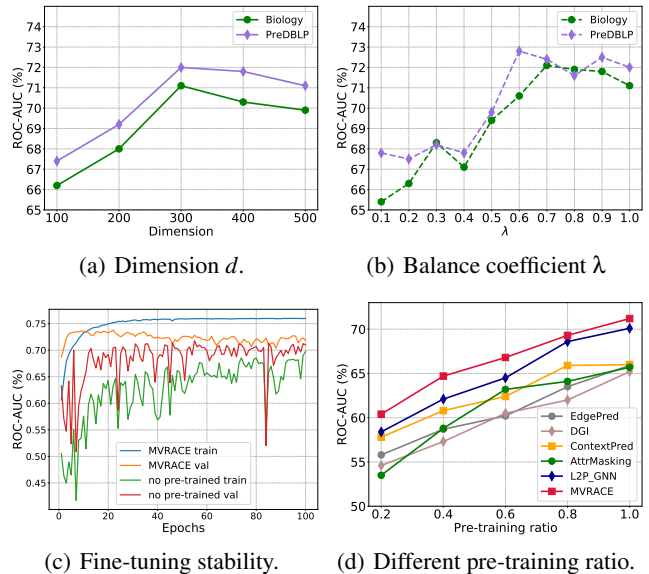 74
73
72
71
70
69
68
67
66
65
ROC-AUC (%)
Biology
PreDBLP
100 200 300 400 500
Dimension
(a) Dimension d.
74
73
72
71
70
69
68
67
66
65
ROC-AUC (%)
Biology
PreDBLP
0.1 0.2 0.3 0.4 0.5 0.6 0.7 0.8 0.9 1.0
λ
(b) Balance coefficient λ
0.75
0.70
0.65
0.60
0.55
0.50
0.45
ROC-AUC (%)
MVRACE train
MVRACE val
no pre-trained train
no pre-trained val
0 20 40 60 80 100
Epochs
(c) Fine-tuning stability.
70
65
60
55
50
ROC-AUC (%)
EdgePred
DGI
ContextPred
AttrMasking
L2P_GNN
MVRACE
0.2 0.4 0.6 0.8 1.0
Pre-training ratio
(d) Different pre-training ratio.